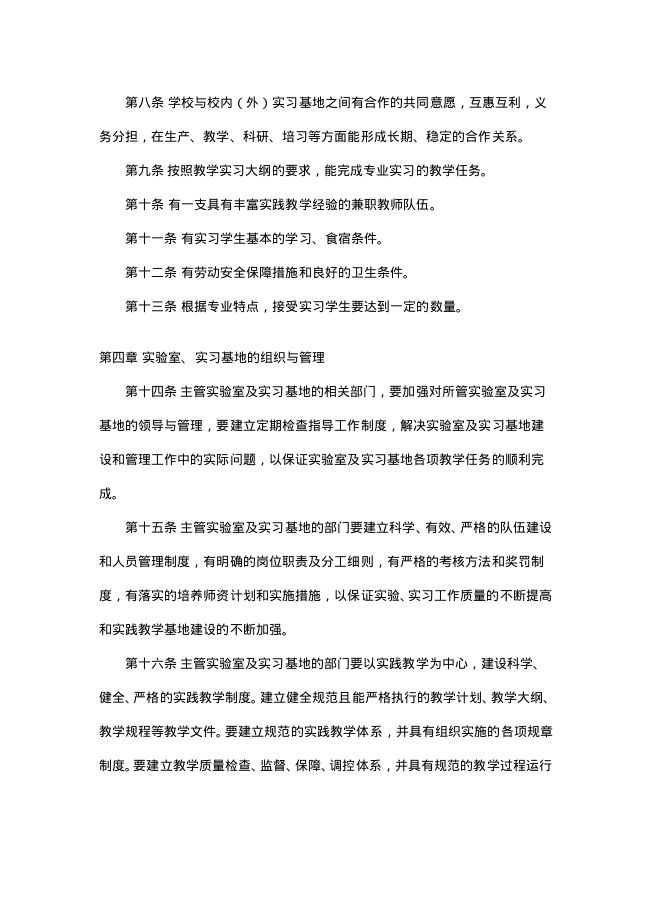 第八条 学校与校内（外）实习基地之间有合作的共同意愿，互惠互利，义
务分担，在生产、教学、科研、培习等方面能形成长期、稳定的合作关系。
第九条 按照教学实习大纲的要求，能完成专业实习的教学任务。
第十条 有一支具有丰富实践教学经验的兼职教师队伍。
第十一条 有实习学生基本的学习、食宿条件。
第十二条 有劳动安全保障措施和良好的卫生条件。
第十三条 根据专业特点，接受实习学生要达到一定的数量。
第四章 实验室、实习基地的组织与管理
第十四条 主管实验室及实习基地的相关部门，要加强对所管实验室及实习
基地的领导与管理，要建立定期检查指导工作制度，解决实验室及实习基地建
设和管理工作中的实际问题，以保证实验室及实习基地各项教学任务的顺利完
成。
第十五条 主管实验室及实习基地的部门要建立科学、有效、严格的队伍建设
和人员管理制度，有明确的岗位职责及分工细则，有严格的考核方法和奖罚制
度，有落实的培养师资计划和实施措施，以保证实验、实习工作质量的不断提高
和实践教学基地建设的不断加强。
第十六条 主管实验室及实习基地的部门要以实践教学为中心，建设科学、
健全、严格的实践教学制度。建立健全规范且能严格执行的教学计划、教学大纲、
教学规程等教学文件。要建立规范的实践教学体系，并具有组织实施的各项规章
制度。要建立教学质量检查、监督、保障、调控体系，并具有规范的教学过程运行